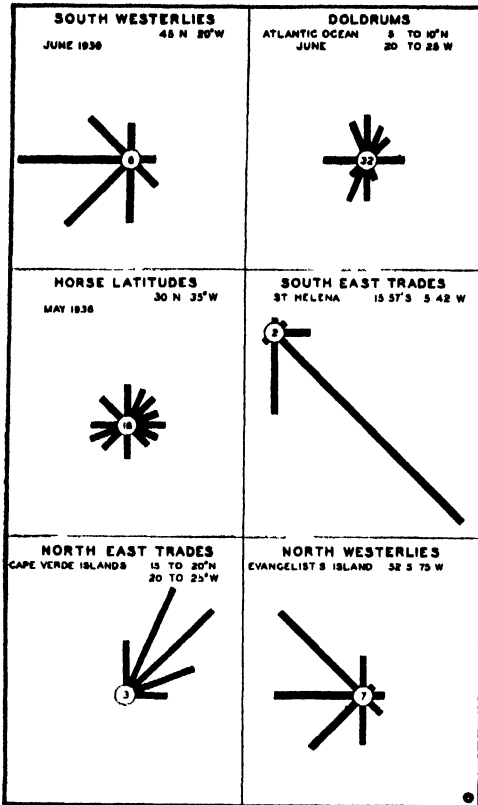 SOUTH WESTERLIES
45 N 20°W
JUNE 1936
6
DOLDRUMS
ATLANTIC OCEAN 5 TO 10°N
JUNE 20 TO 25 W
32
HORSE LATITUDES
30 N 35°W
MAY 1936
18
SOUTH EAST TRADES
ST HELENA 15 57'S 5 42 W
2
NORTH EAST TRADES
CAPE VERDE ISLANDS 15 TO 20°N
20 TO 25°W
3
NORTH WESTERLIES
EVANGELIST S ISLAND 52 S 75 W
7